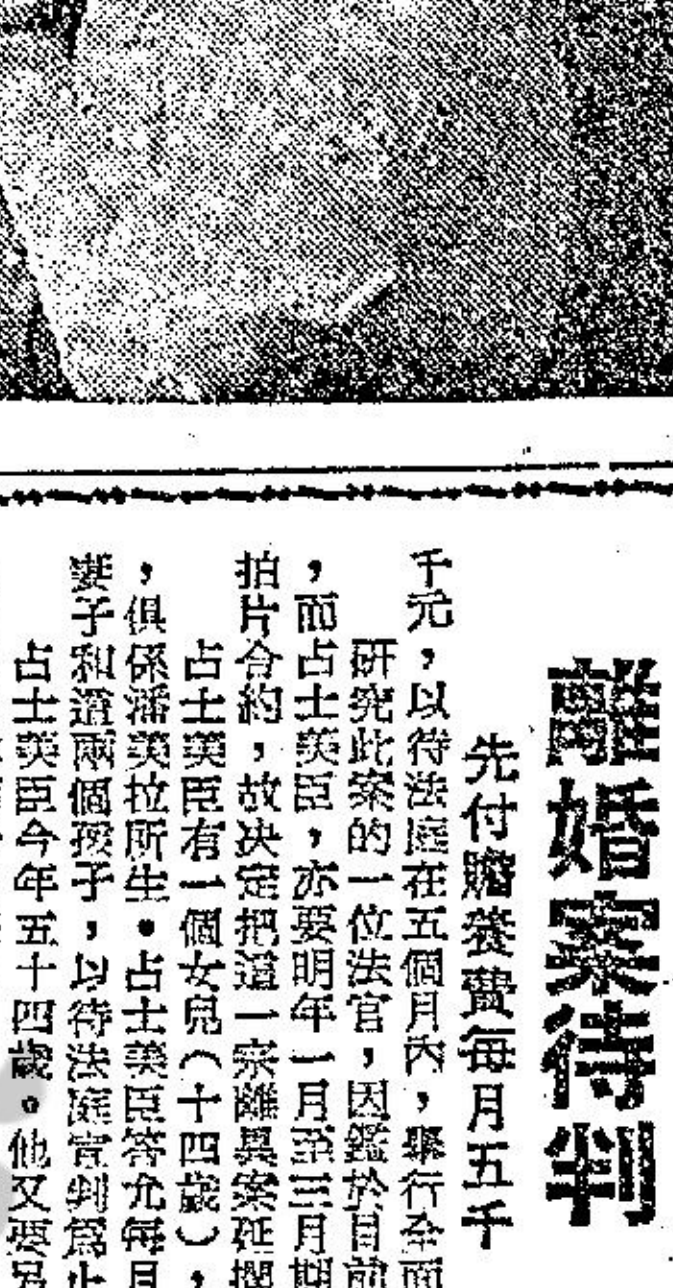 離婚案待判
先付贍養費每月五千
千元，以待法庭在五個月內，舉行全面
研究此案的一位法官，因鑑於目前
，而占士美臣，亦要明年一月至三月期
拍片合約，故決定把這一宗離異案延擱
占士美臣有一個女兒（十四歲），
，俱係潘美拉所生。占士美臣答允每月
妻子和這兩個孩子，以待法庭宣判為止
占士美臣今年五十四歲。他又要另